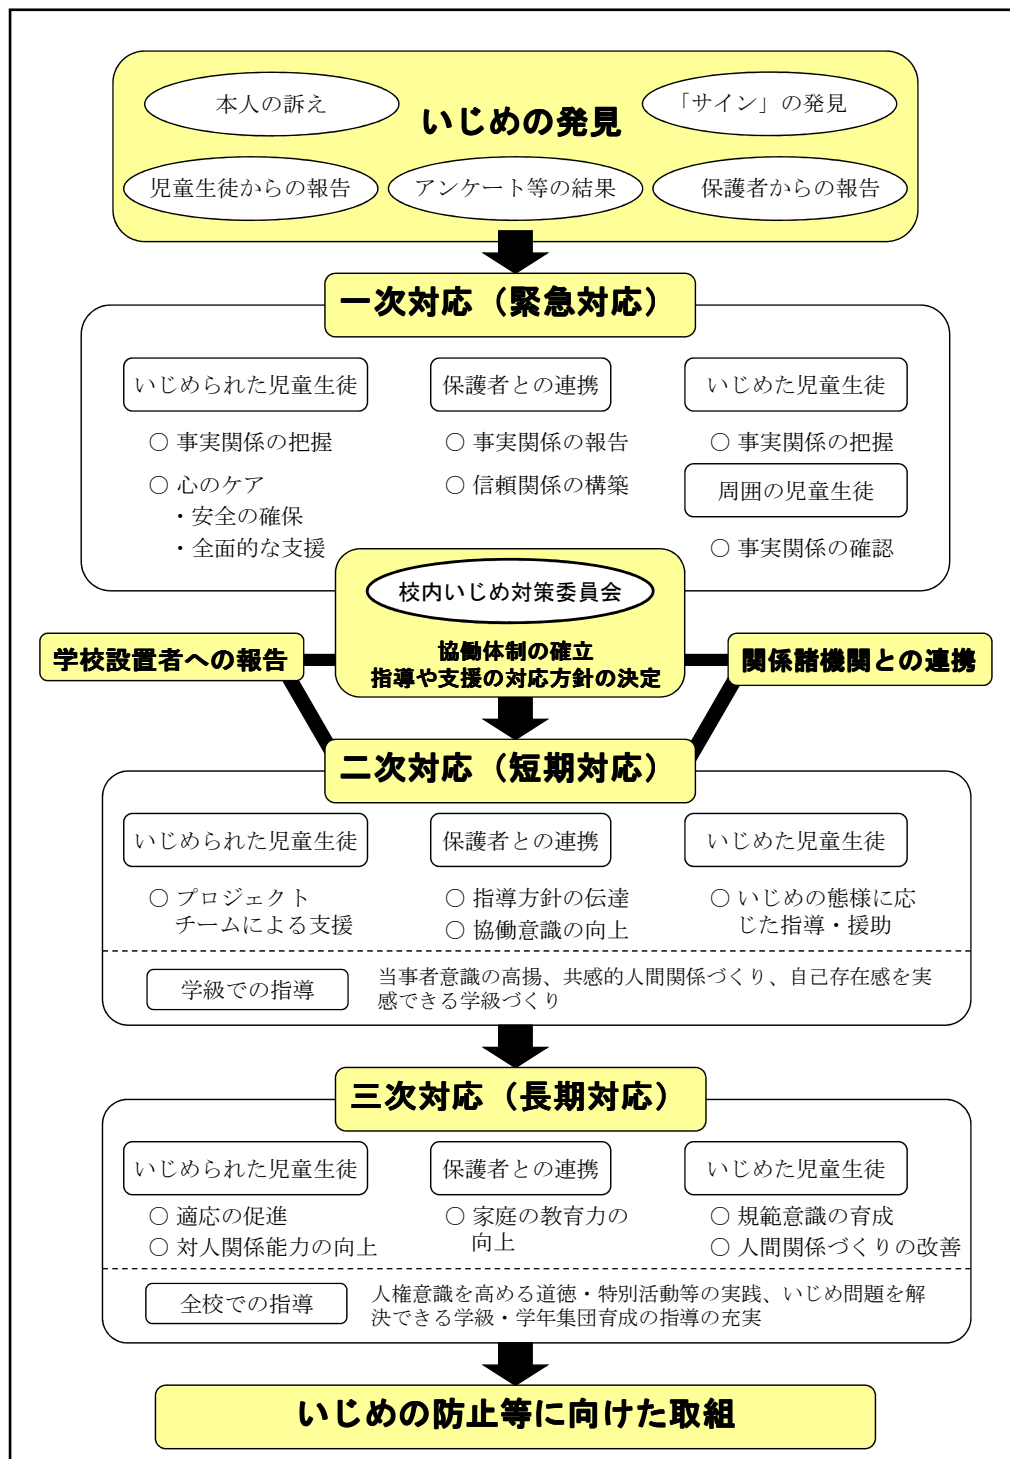 本人の訴え
「サイン」の発見
いじめの発見
児童生徒からの報告
アンケート等の結果
保護者からの報告
一次対応（緊急対応）
いじめられた児童生徒
○ 事実関係の把握
○ 心のケア
・安全の確保
・全面的な支援
保護者との連携
○ 事実関係の報告
○ 信頼関係の構築
いじめた児童生徒
○ 事実関係の把握
周囲の児童生徒
○ 事実関係の確認
校内いじめ対策委員会
協働体制の確立
指導や支援の対応方針の決定
学校設置者への報告
関係諸機関との連携
二次対応（短期対応）
いじめられた児童生徒
○ プロジェクト
チームによる支援
保護者との連携
○ 指導方針の伝達
○ 協働意識の向上
いじめた児童生徒
○ いじめの態様に応
じた指導・援助
学級での指導
当事者意識の高揚、共感的人間関係づくり、自己存在感を実
感できる学級づくり
三次対応（長期対応）
いじめられた児童生徒
○ 適応の促進
○ 対人関係能力の向上
保護者との連携
○ 家庭の教育力の
向上
いじめた児童生徒
○ 規範意識の育成
○ 人間関係づくりの改善
全校での指導
人権意識を高める道徳・特別活動等の実践、いじめ問題を解
決できる学級・学年集団育成の指導の充実
いじめの防止等に向けた取組